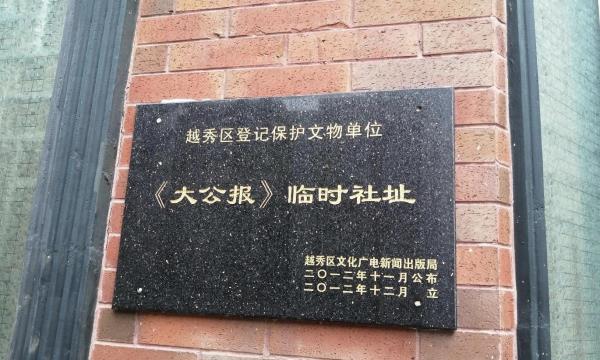 越秀区登记保护文物单位
《大公报》临时社址
越秀区文化广电新闻出版局
二〇一二年十一月公布
二〇一二年十二月 立